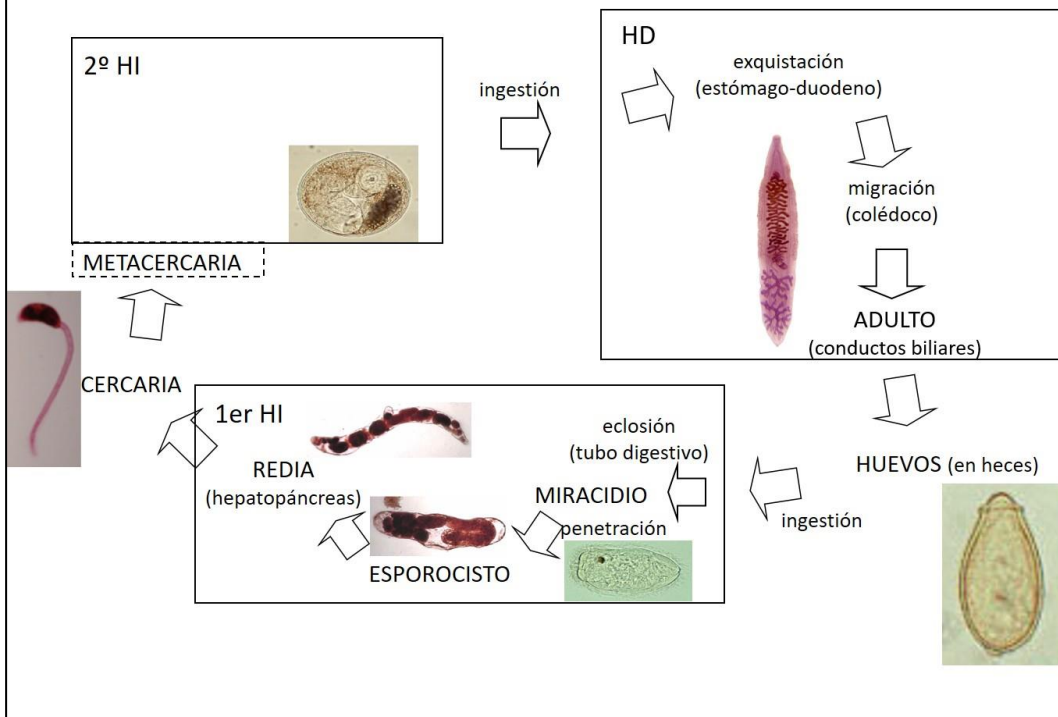 2º HI
METACERCARIA
ingestión
HD
exquistación
(estómago-duodeno)
migración
(colédoco)
ADULTO
(conductos biliares)
HUEVOS (en heces)
ingestión
1er HI
eclosión
(tubo digestivo)
MIRACIDIO
penetración
ESPOROCISTO
REDIA
(hepatopáncreas)
CERCARIA